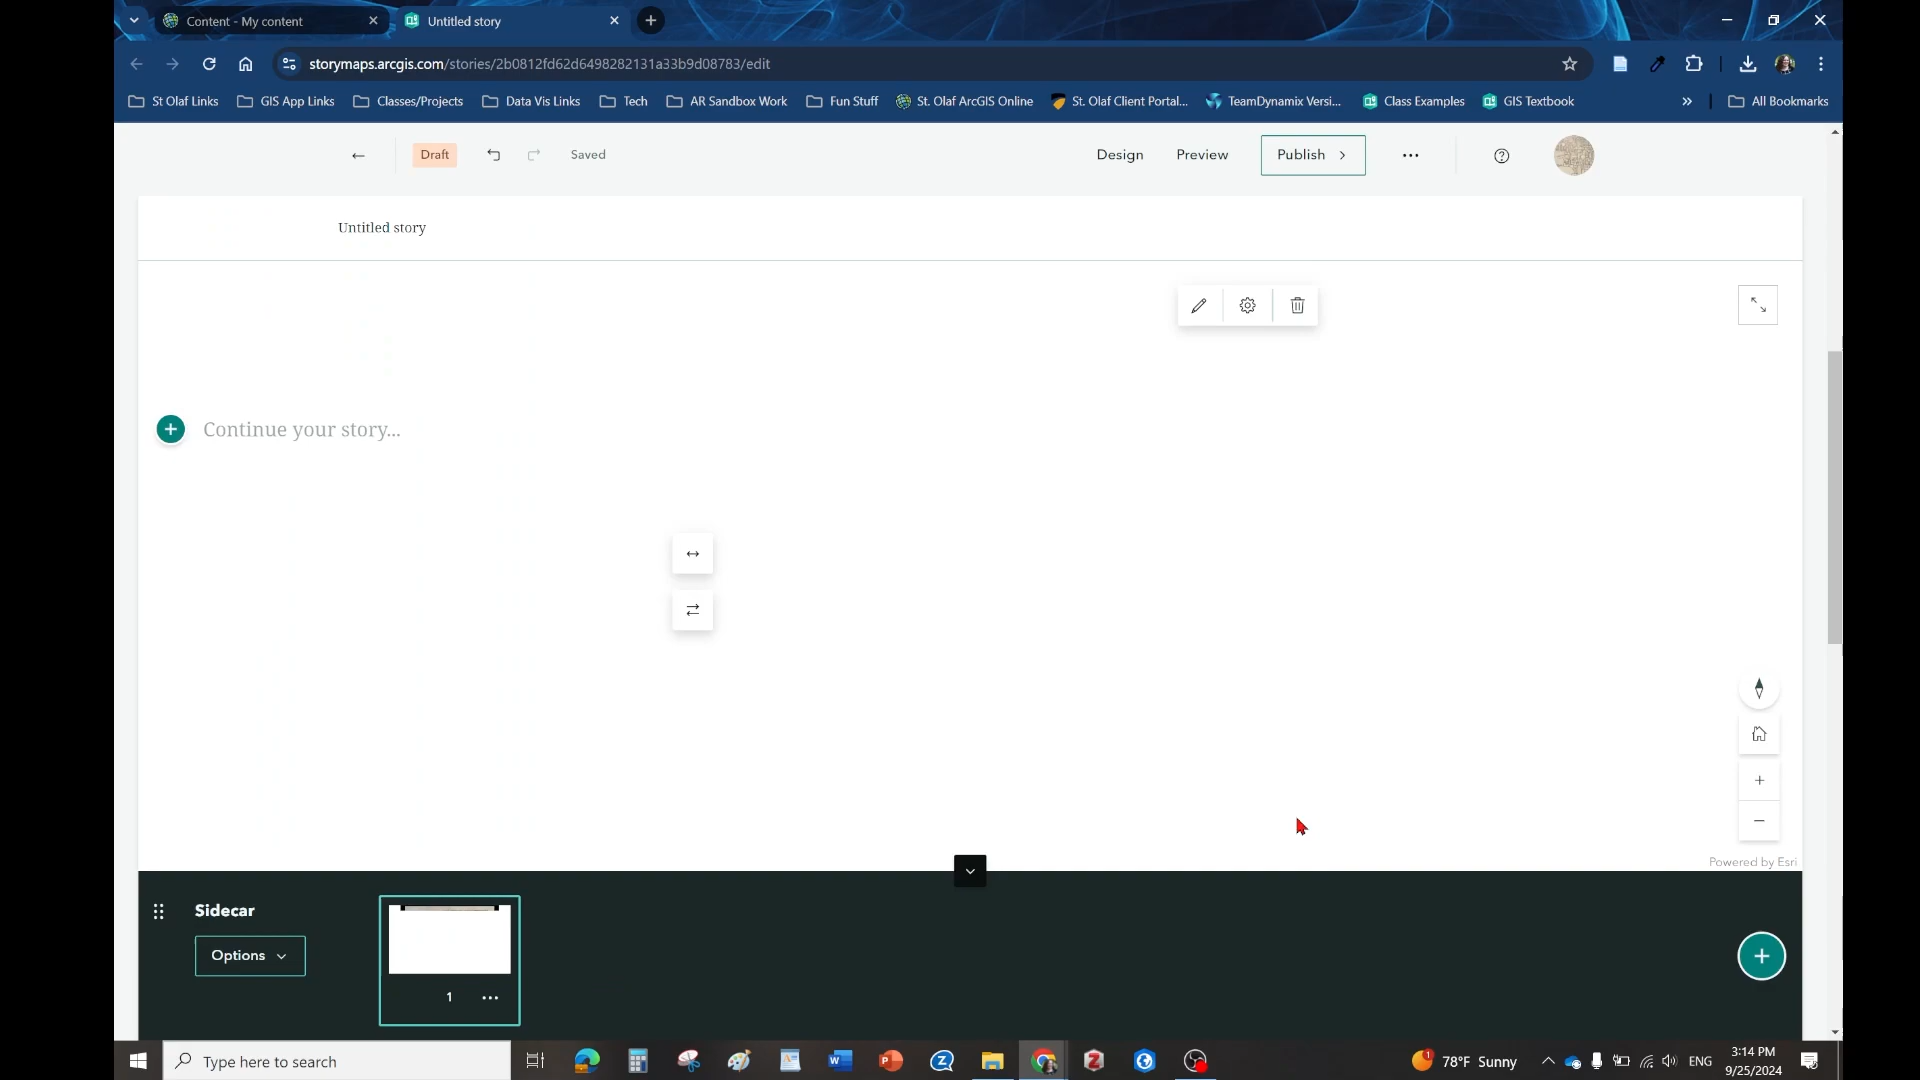 Content - My content
Untitled story
storymaps.arcgis.com/stories/2b0812fd62d6498282131a33b9d08783/edit
St Olaf Links
GIS App Links
Classes/Projects
Data Vis Links
Tech
AR Sandbox Work
Fun Stuff
St. Olaf ArcGIS Online
St. Olaf Client Portal...
TeamDynamix Versi...
Class Examples
GIS Textbook
All Bookmarks
Draft
Saved
Design
Preview
Publish
Untitled story
Continue your story...
Powered by Esri
Sidecar
Options
1
Type here to search
78°F Sunny
ENG
3:14 PM
9/25/2024